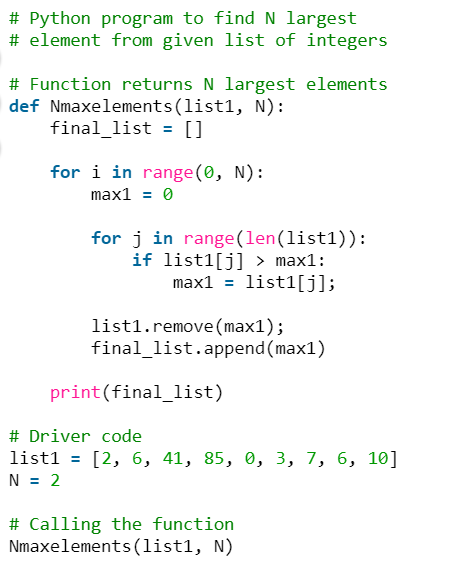 # Python program to find N largest
# element from given list of integers
# Function returns N largest elements
def Nmaxelements(list1, N):
    final_list = []
    for i in range(0, N):
        max1 = 0
        for j in range(len(list1)):
            if list1[j] > max1:
                max1 = list1[j];
        list1.remove(max1);
        final_list.append(max1)
    print(final_list)
# Driver code
list1 = [2, 6, 41, 85, 0, 3, 7, 6, 10]
N = 2
# Calling the function
Nmaxelements(list1, N)